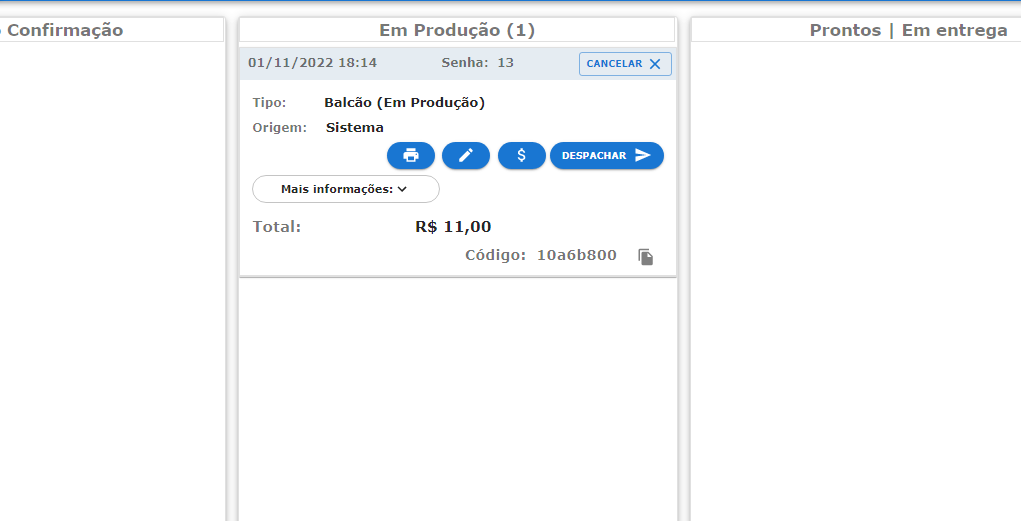 Confirmação
Em Produção (1)
Prontos | Em entrega
01/11/2022 18:14 Senha: 13 CANCELAR
Tipo: Balcão (Em Produção)
Origem: Sistema
$ DESPACHAR
Mais informações:
Total: R$ 11,00
Código: 10a6b800